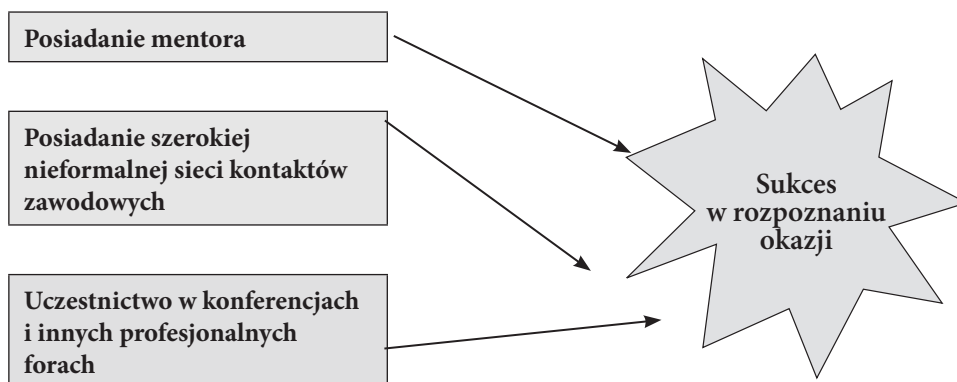 Posiadanie mentora
Posiadanie szerokiej
nieformalnej sieci kontaktów
zawodowych
Uczestnictwo w konferencjach
i innych profesjonalnych
forach
Sukces
w rozpoznaniu
okazji